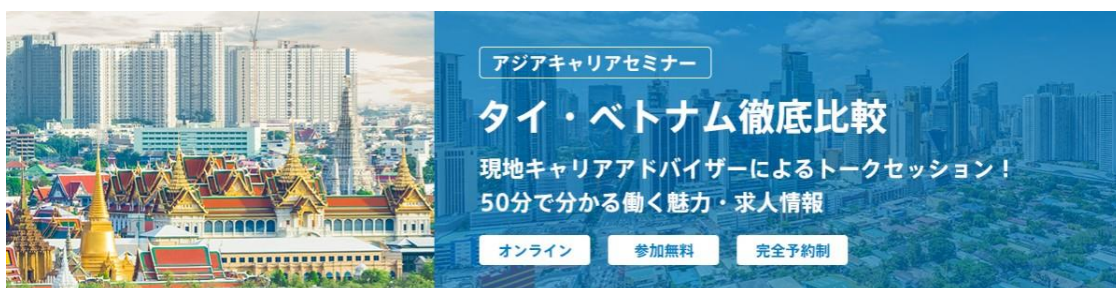 アジアキャリアセミナー
タイ・ベトナム徹底比較
現地キャリアアドバイザーによるトークセッション！
50分で分かる働く魅力・求人情報
オンライン
参加無料
完全予約制